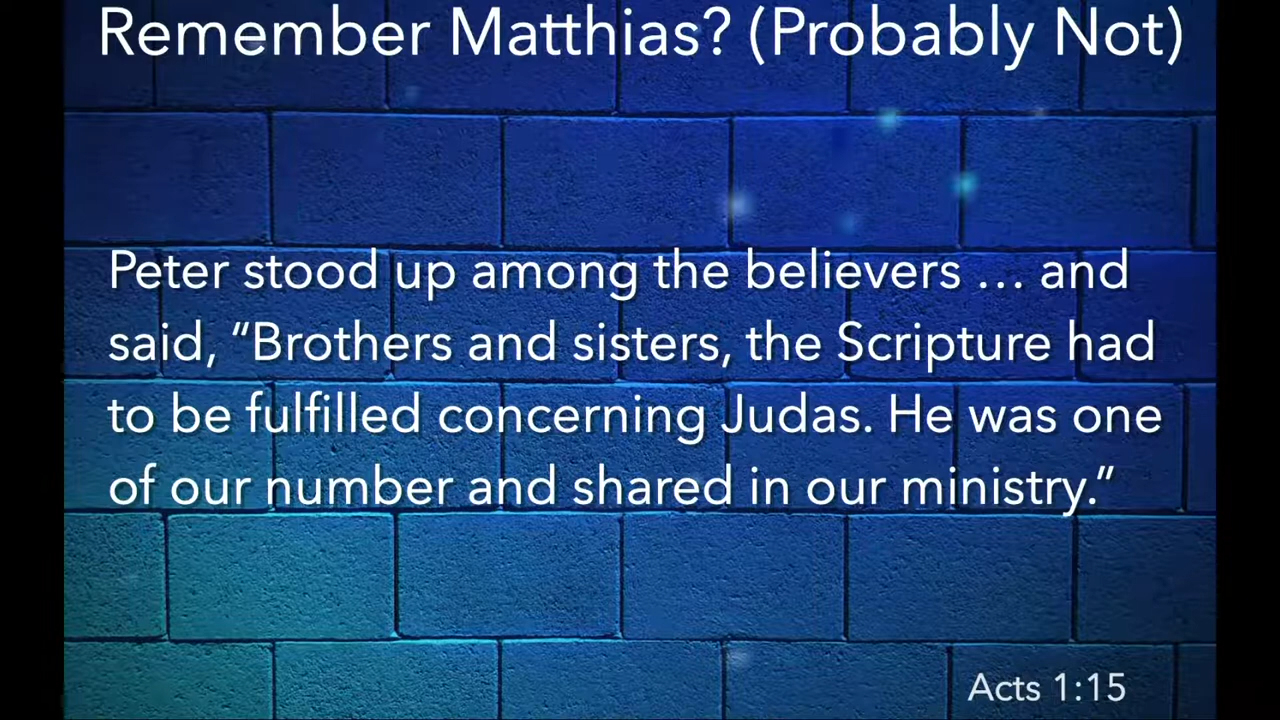 Remember Matthias? (Probably Not)
Peter stood up among the believers … and
said, “Brothers and sisters, the Scripture had
to be fulfilled concerning Judas. He was one
of our number and shared in our ministry.”
Acts 1:15